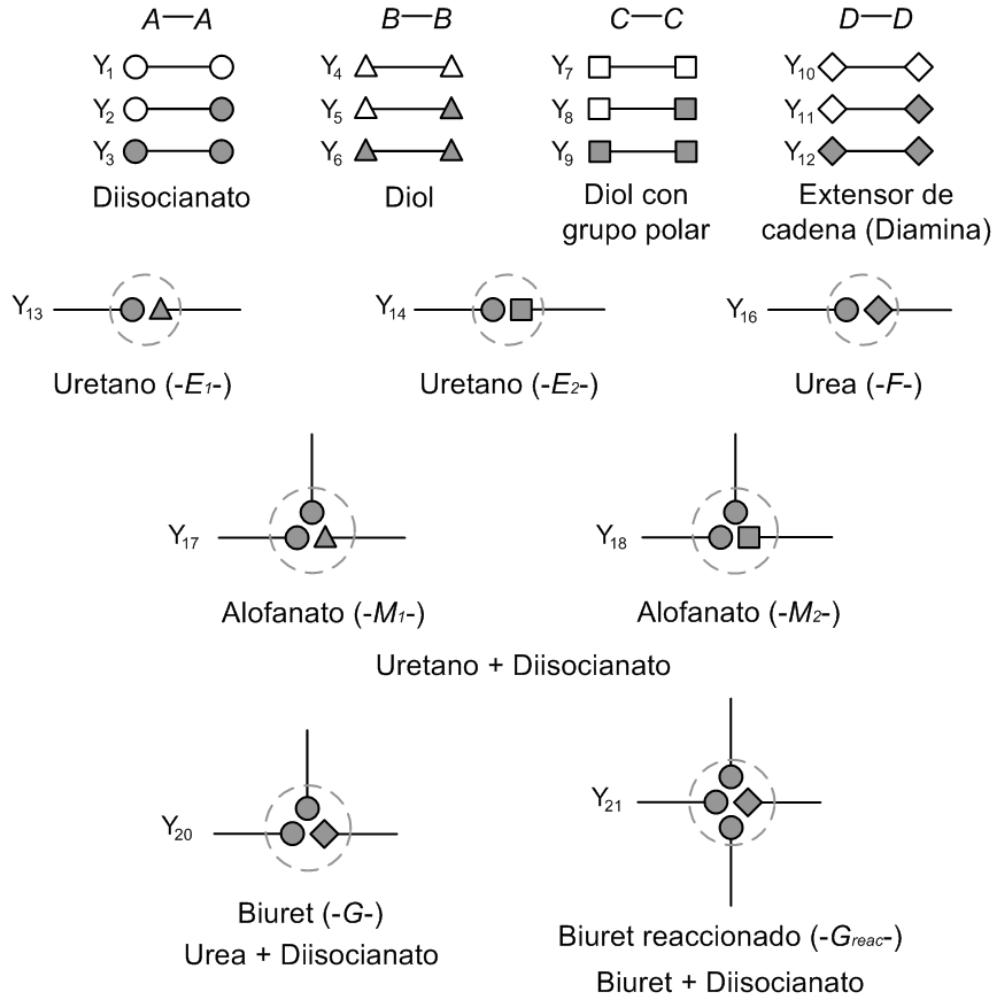 A—A B—B C—C D—D
Y1 Y4 Y7 Y10
Y2 Y5 Y8 Y11
Y3 Y6 Y9 Y12
Diisocianato Diol Diol con Extensor de
grupo polar cadena (Diamina)
Y13 Y14 Y16
Uretano (-E1-) Uretano (-E2-) Urea (-F-)
Y17 Y18
Alofanato (-M1-) Alofanato (-M2-)
Uretano + Diisocianato
Y20 Y21
Biuret (-G-) Biuret reaccionado (-Greac-)
Urea + Diisocianato Biuret + Diisocianato